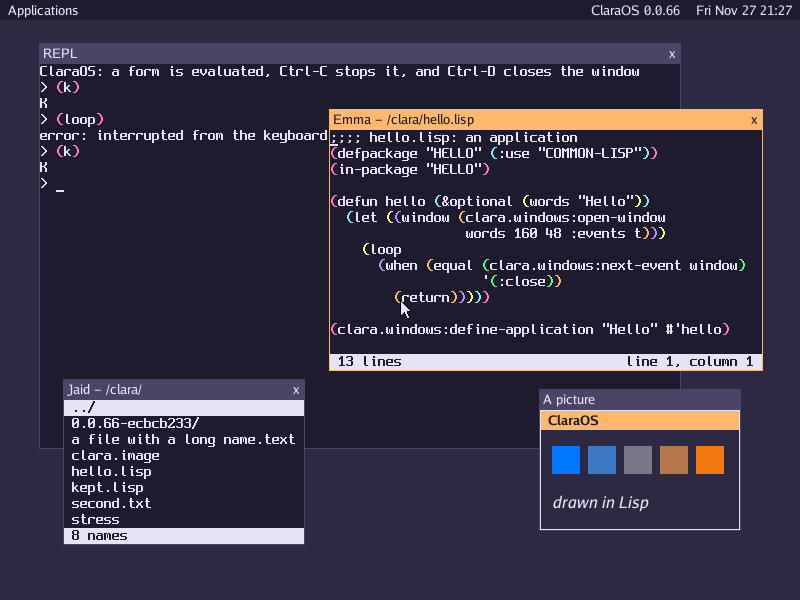 Applications
ClaraOS 0.0.66 Fri Nov 27 21:27
REPL x
ClaraOS: a form is evaluated, Ctrl-C stops it, and Ctrl-D closes the window
> (k)
K
> (loop)
error: interrupted from the keyboard
> (k)
K
> _
Emma – /clara/hello.lisp x
;;;; hello.lisp: an application
(defpackage "HELLO" (:use "COMMON-LISP"))
(in-package "HELLO")
(defun hello (&optional (words "Hello"))
  (let ((window (clara.windows:open-window
                 words 160 48 :events t)))
    (loop
      (when (equal (clara.windows:next-event window)
                   '(:close))
        (return)))))
(clara.windows:define-application "Hello" #'hello)
13 lines line 1, column 1
Jaid – /clara/ x
../
0.0.66-ecbcb233/
a file with a long name.text
clara.image
hello.lisp
kept.lisp
second.txt
stress
8 names
A picture
ClaraOS
drawn in Lisp